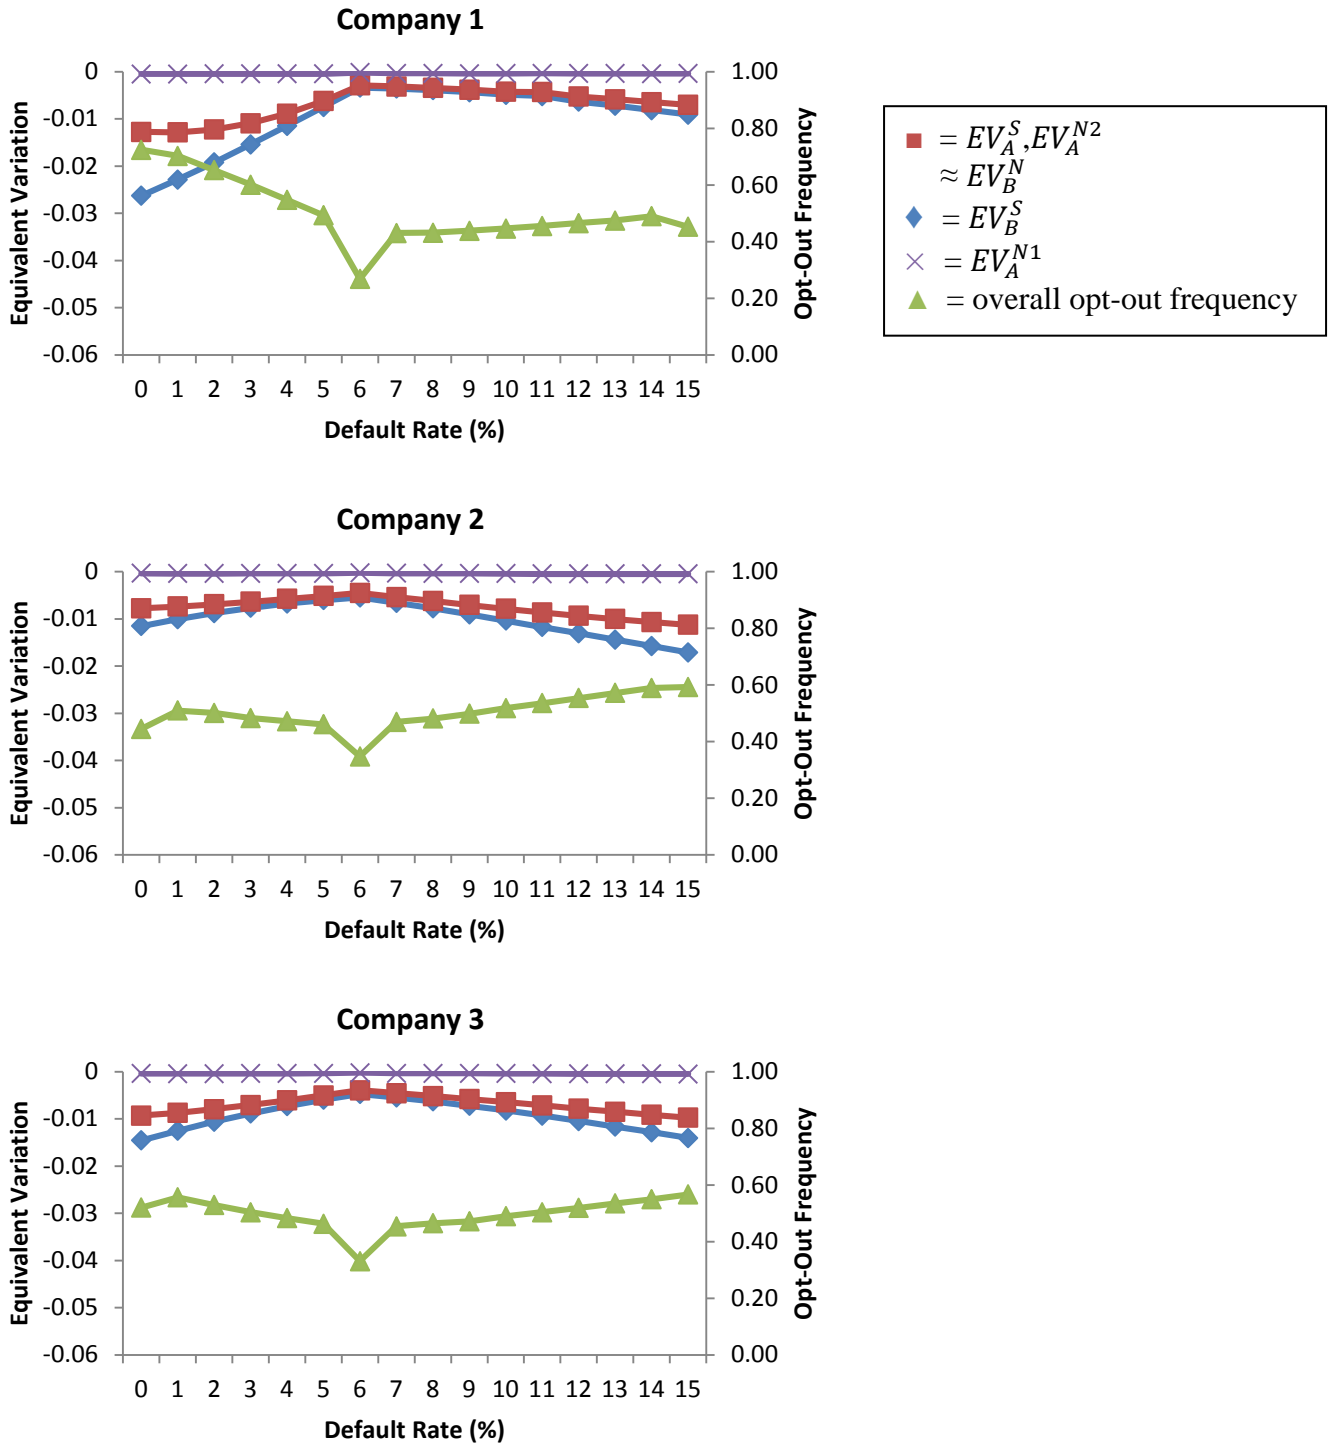 Company 1
Equivalent Variation
0
-0.01
-0.02
-0.03
-0.04
-0.05
-0.06
1.00
0.80
0.60
0.40
0.20
0.00
Opt-Out Frequency
0 1 2 3 4 5 6 7 8 9 10 11 12 13 14 15
Default Rate (%)
= EV_A^S, EV_A^{N2}
≈ EV_B^N
= EV_B^S
= EV_A^{N1}
= overall opt-out frequency
Company 2
Equivalent Variation
0
-0.01
-0.02
-0.03
-0.04
-0.05
-0.06
1.00
0.80
0.60
0.40
0.20
0.00
Opt-Out Frequency
0 1 2 3 4 5 6 7 8 9 10 11 12 13 14 15
Default Rate (%)
Company 3
Equivalent Variation
0
-0.01
-0.02
-0.03
-0.04
-0.05
-0.06
1.00
0.80
0.60
0.40
0.20
0.00
Opt-Out Frequency
0 1 2 3 4 5 6 7 8 9 10 11 12 13 14 15
Default Rate (%)